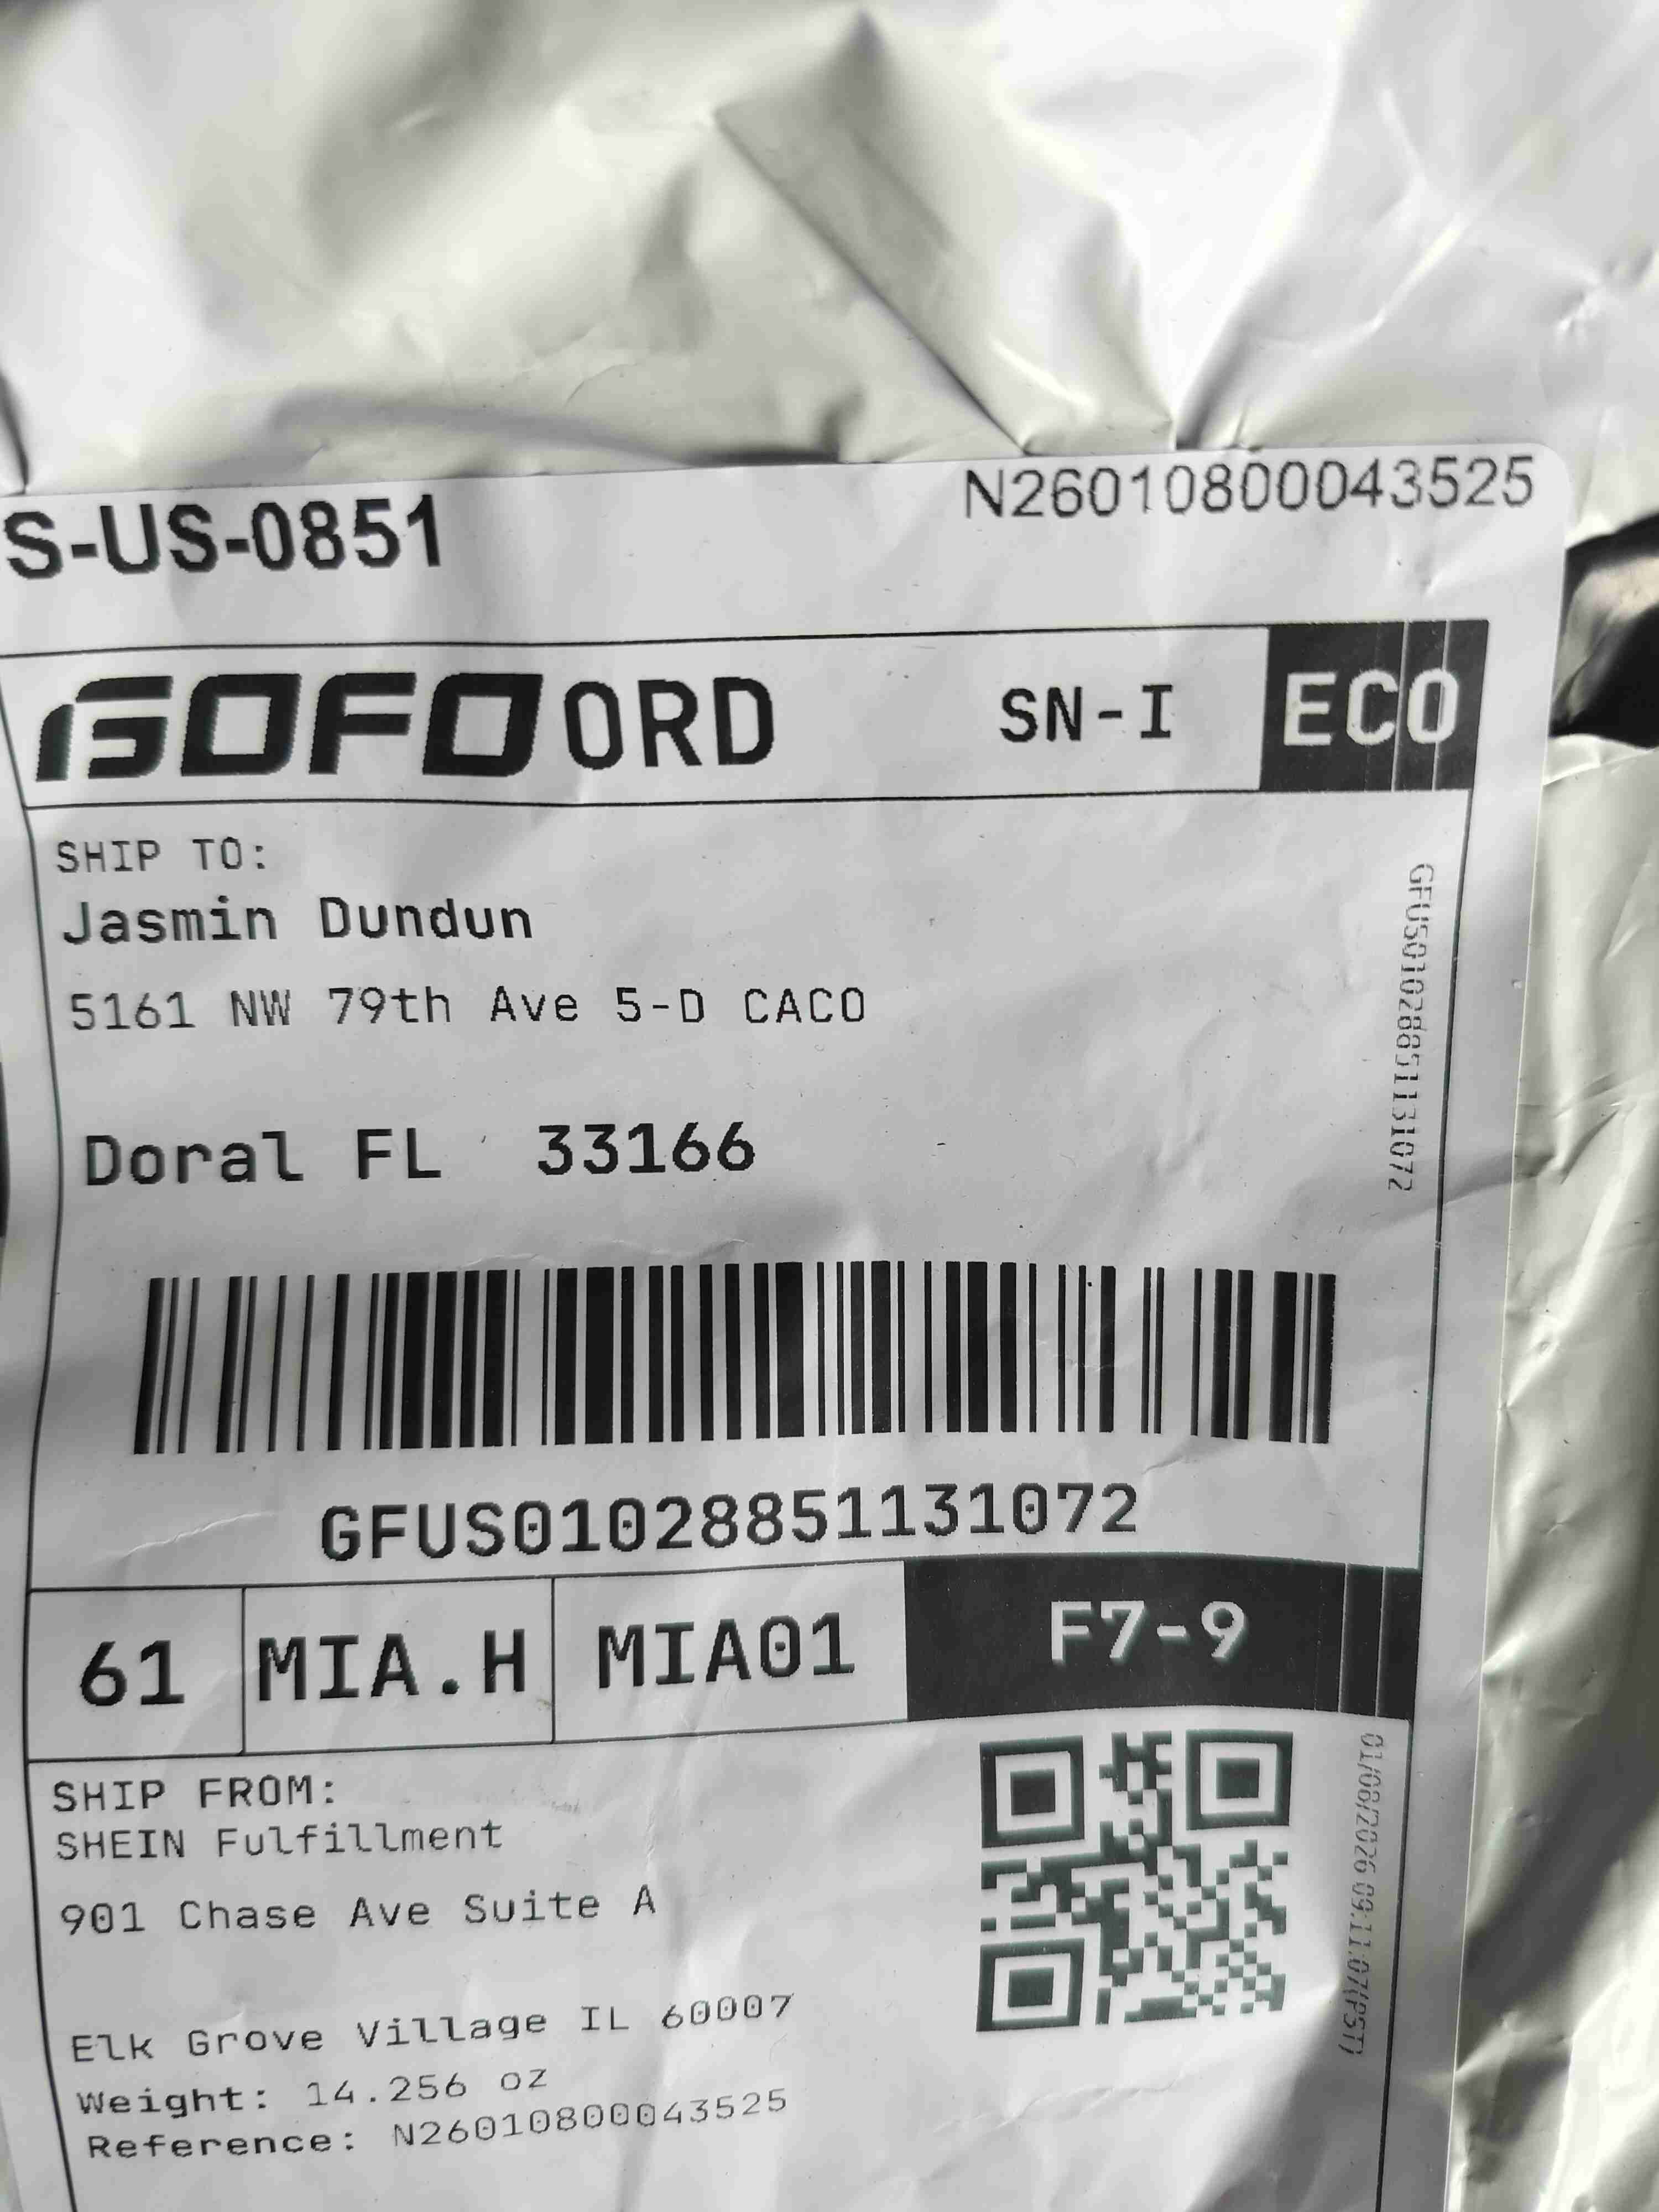 S-US-0851
N26010800043525
GOFO ORD SN-I ECO
SHIP TO:
Jasmin Dundun
5161 NW 79th Ave 5-D CACO
Doral FL 33166
GFUS01028851131072
GFUS01028851131072
61 MIA.H MIA01 F7-9
SHIP FROM:
SHEIN Fulfillment
901 Chase Ave Suite A
Elk Grove Village IL 60007
Weight: 14.256 oz
Reference: N26010800043525
01/08/2026 09:11:07(PST)